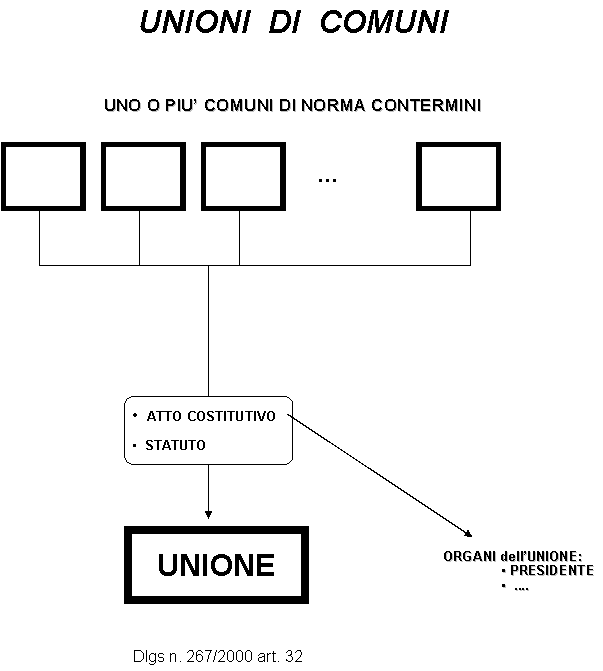 UNIONI DI COMUNI
UNO O PIU' COMUNI DI NORMA CONTERMINI
...
• ATTO COSTITUTIVO
• STATUTO
UNIONE
ORGANI dell'UNIONE:
• PRESIDENTE
• ....
Dlgs n. 267/2000 art. 32